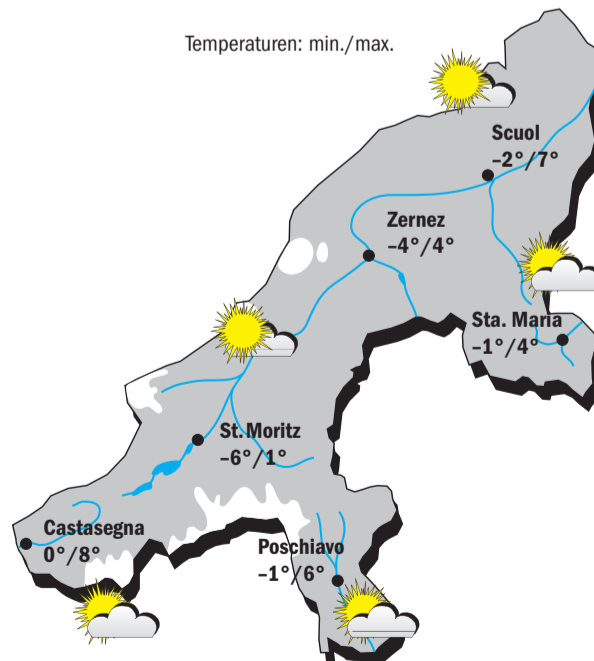 Temperaturen: min./max.
Scuol
–2°/7°
Zernez
–4°/4°
Sta. Maria
–1°/4°
St. Moritz
–6°/1°
Castasegna
0°/8°
Poschiavo
–1°/6°